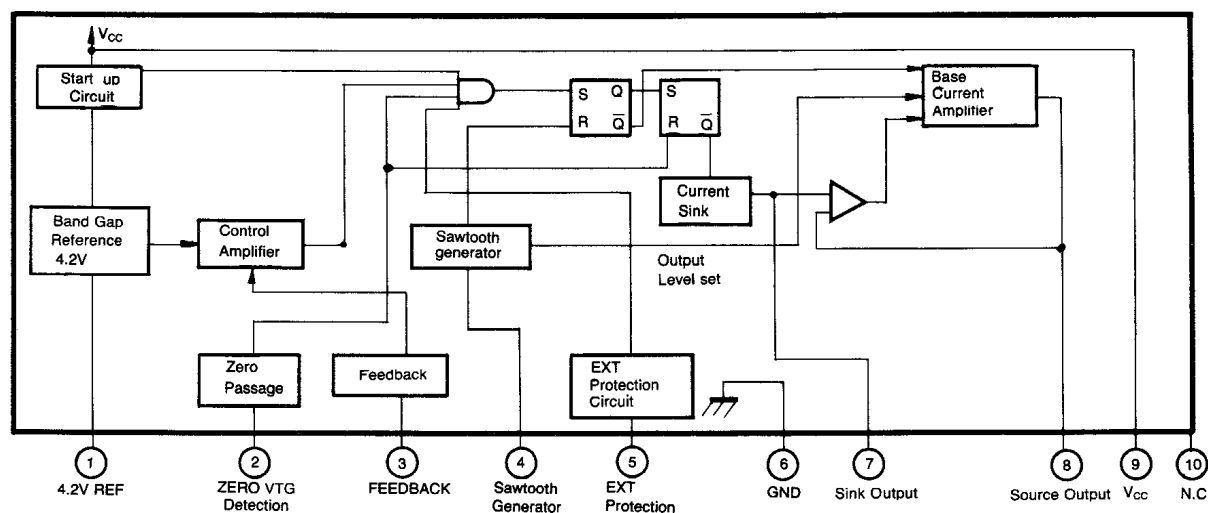 VCC
Start up
Circuit
S Q
R Q̅
S
R Q̅
Base
Current
Amplifier
Band Gap
Reference
4.2V
Control
Amplifier
Sawtooth
generator
Current
Sink
Output
Level set
Zero
Passage
Feedback
EXT
Protection
Circuit
1
2
3
4
5
6
7
8
9
10
4.2V REF
ZERO VTG
Detection
FEEDBACK
Sawtooth
Generator
EXT
Protection
GND
Sink Output
Source Output
VCC
N.C